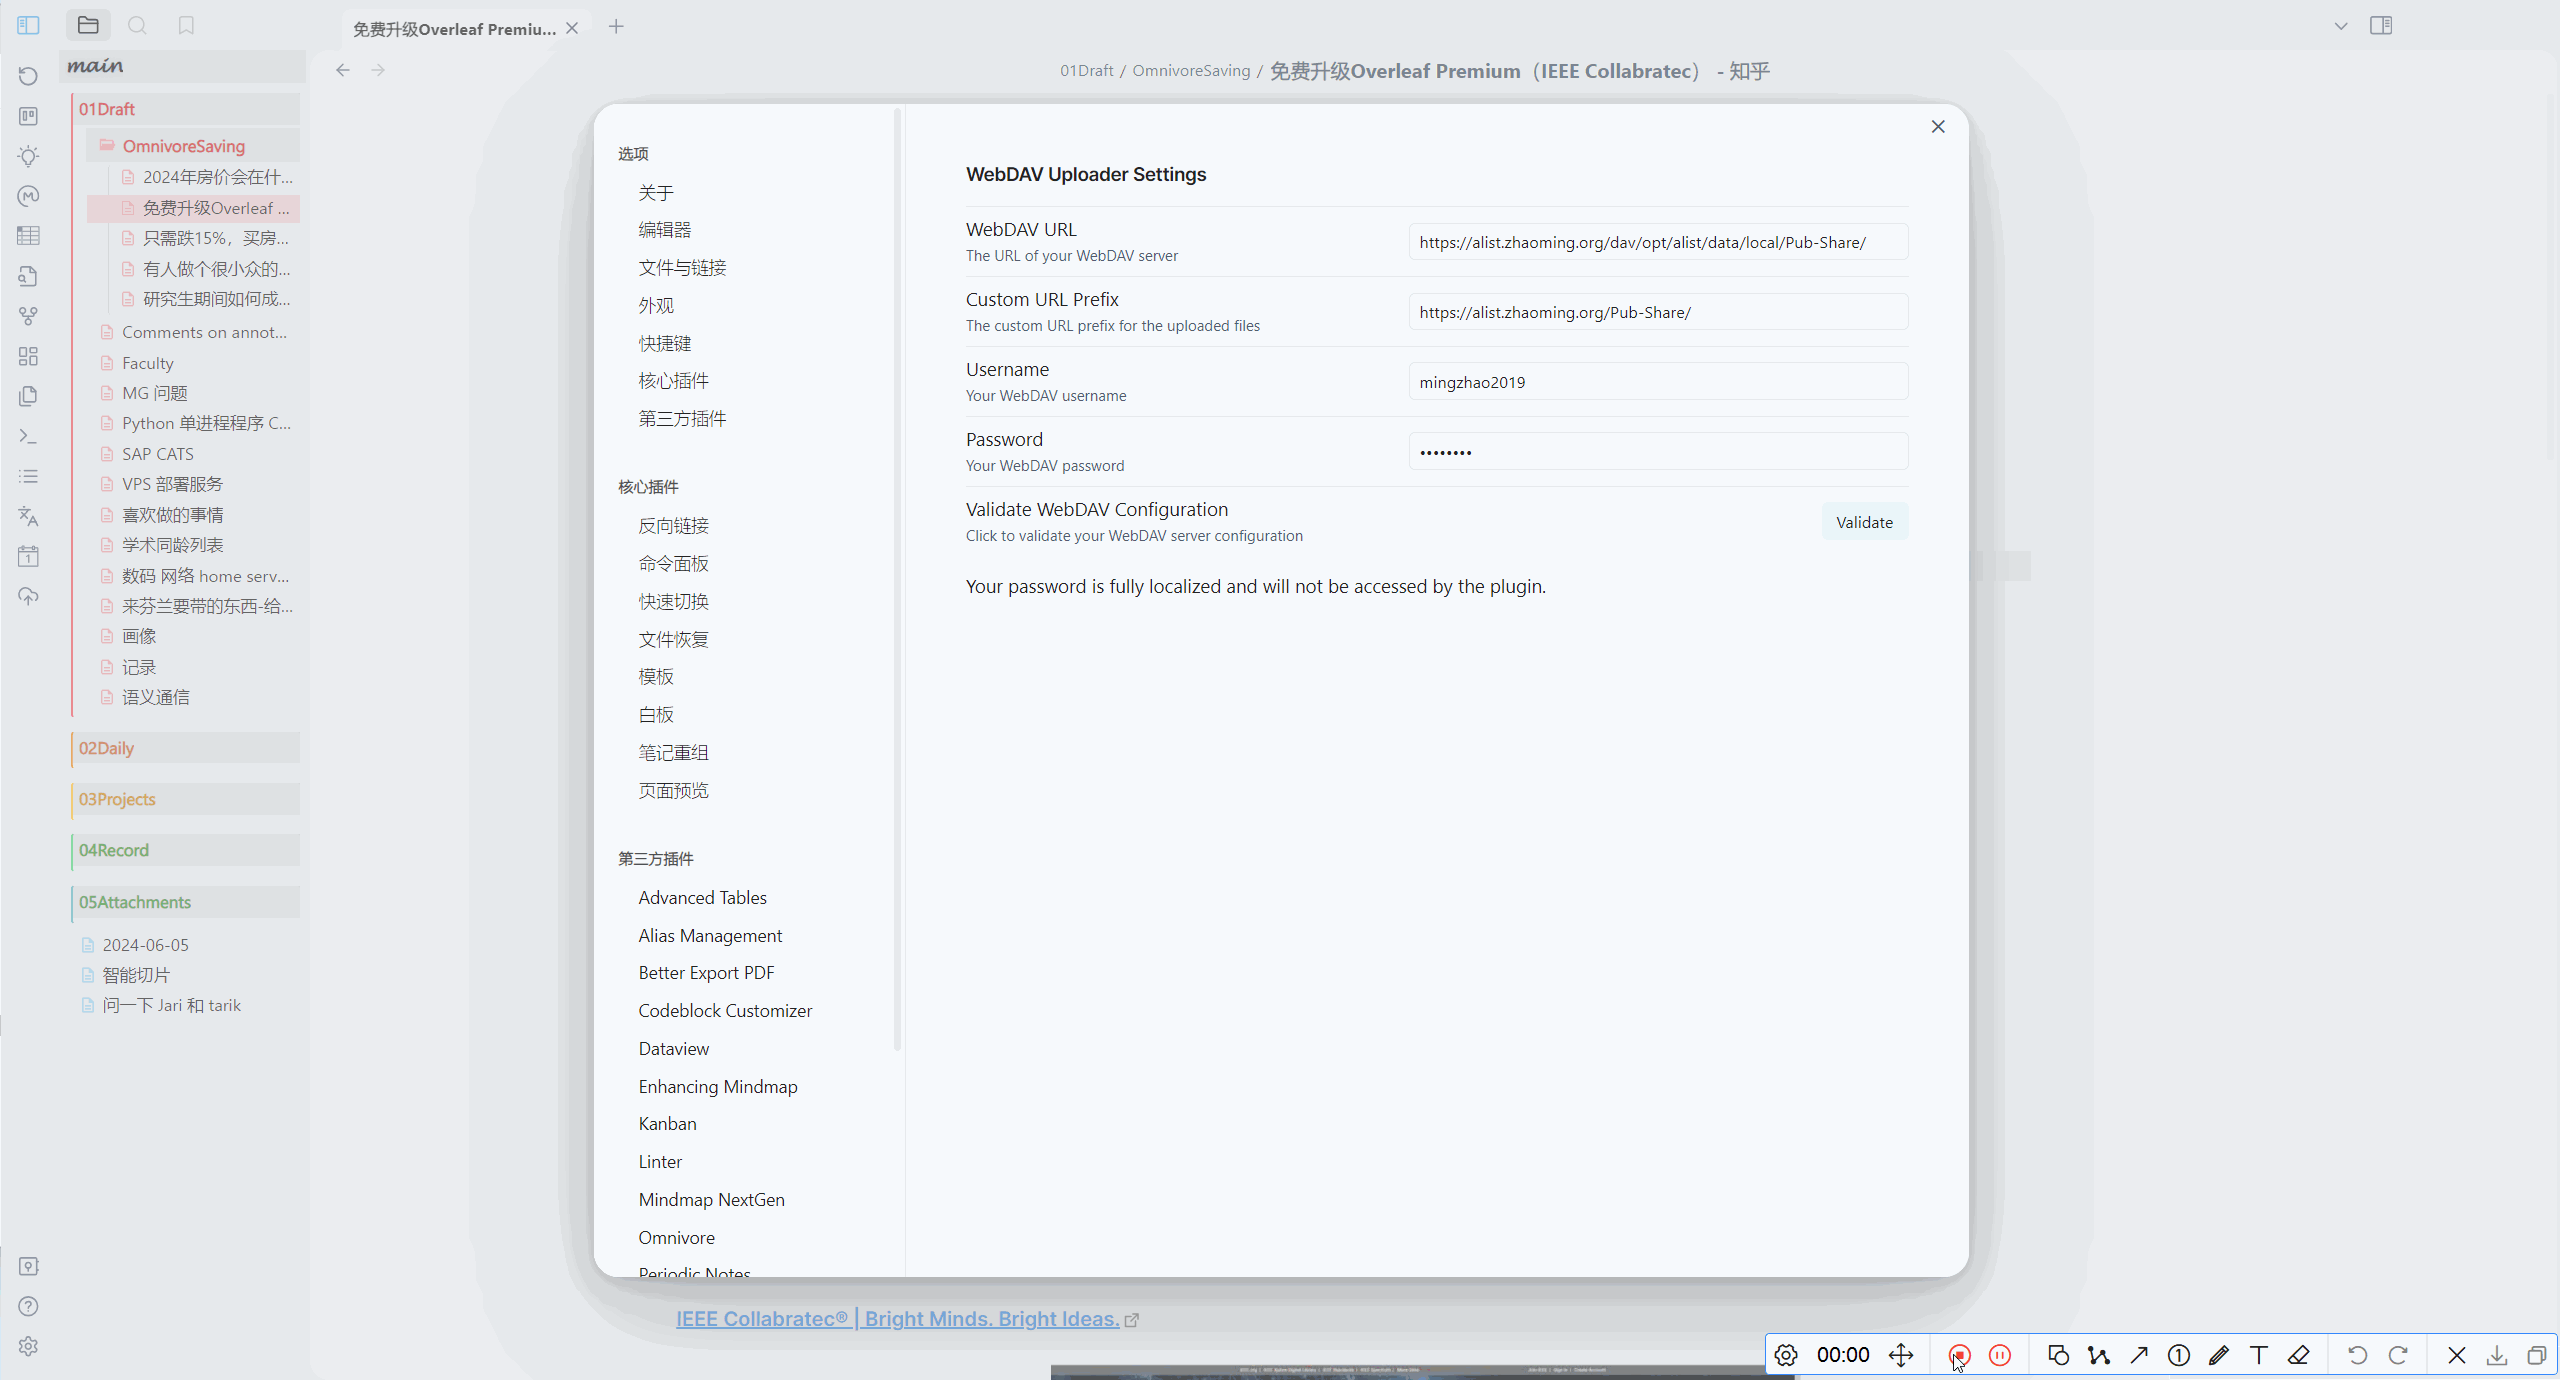 免费升级Overleaf Premiu...
main
01Draft / OmnivoreSaving / 免费升级Overleaf Premium（IEEE Collabratec） - 知乎
01Draft
OmnivoreSaving
2024年房价会在什...
免费升级Overleaf ...
只需跌15%，买房...
有人做个很小众的...
研究生期间如何成...
Comments on annot...
Faculty
MG 问题
Python 单进程程序 C...
SAP CATS
VPS 部署服务
喜欢做的事情
学术同龄列表
数码 网络 home serv...
来芬兰要带的东西-给...
画像
记录
语义通信
02Daily
03Projects
04Record
05Attachments
2024-06-05
智能切片
问一下 Jari 和 tarik
选项
关于
编辑器
文件与链接
外观
快捷键
核心插件
第三方插件
核心插件
反向链接
命令面板
快速切换
文件恢复
模板
白板
笔记重组
页面预览
第三方插件
Advanced Tables
Alias Management
Better Export PDF
Codeblock Customizer
Dataview
Enhancing Mindmap
Kanban
Linter
Mindmap NextGen
Omnivore
Periodic Notes
WebDAV Uploader Settings
WebDAV URL
The URL of your WebDAV server
https://alist.zhaoming.org/dav/opt/alist/data/local/Pub-Share/
Custom URL Prefix
The custom URL prefix for the uploaded files
https://alist.zhaoming.org/Pub-Share/
Username
Your WebDAV username
mingzhao2019
Password
Your WebDAV password
••••••••
Validate WebDAV Configuration
Click to validate your WebDAV server configuration
Validate
Your password is fully localized and will not be accessed by the plugin.
IEEE Collabratec® | Bright Minds. Bright Ideas.
00:00